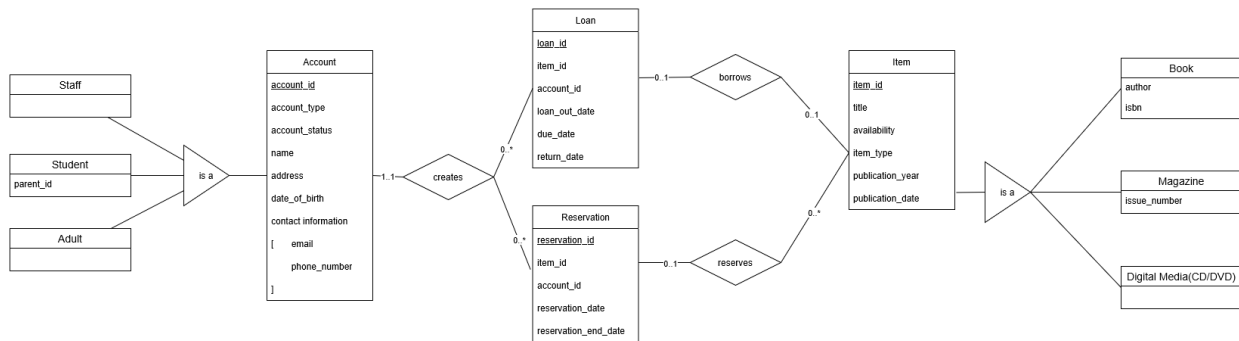 Staff
Student
parent_id
Adult
is a
Account
account_id
account_type
account_status
name
address
date_of_birth
contact information
[ email
phone_number
]
1..1
creates
0..*
0..*
Loan
loan_id
item_id
account_id
loan_out_date
due_date
return_date
Reservation
reservation_id
item_id
account_id
reservation_date
reservation_end_date
0..1
borrows
0..1
0..1
reserves
0..*
Item
item_id
title
availability
item_type
publication_year
publication_date
is a
Book
author
isbn
Magazine
issue_number
Digital Media(CD/DVD)